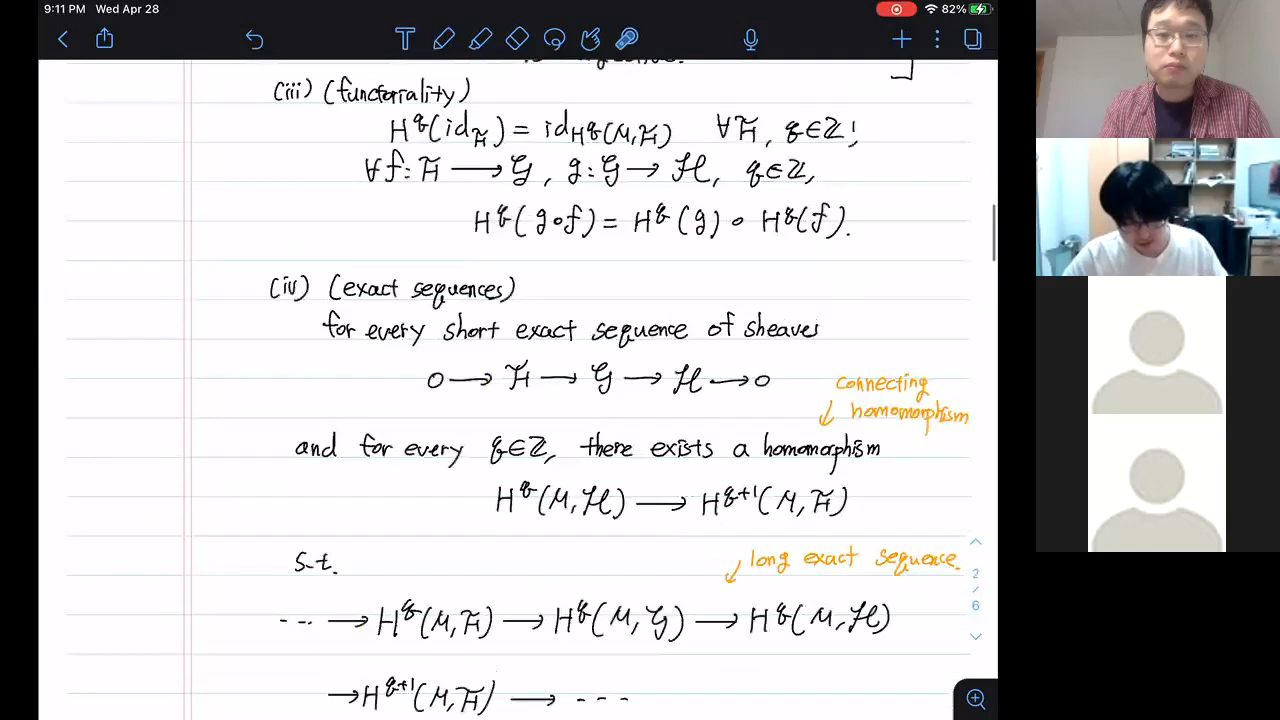 9:11 PM Wed Apr 28
82%
(iii) (functoriality)
H^q(id_ℱ) = id_{H^q(M,ℱ)} ∀ℱ, q∈ℤ;
∀f: ℱ ⟶ 𝒢, g: 𝒢 → ℋ, q∈ℤ,
H^q(g∘f) = H^q(g) ∘ H^q(f).
(iv) (exact sequences)
for every short exact sequence of sheaves
0 ⟶ ℱ ⟶ 𝒢 ⟶ ℋ ⟶ 0
connecting
↙ homomorphism
and for every q∈ℤ, there exists a homomorphism
H^q(M,ℋ) ⟶ H^{q+1}(M,ℱ)
s.t.
↙ long exact sequence.
--- ⟶ H^q(M,ℱ) ⟶ H^q(M,𝒢) ⟶ H^q(M,ℋ)
⟶ H^{q+1}(M,ℱ) ⟶ ---
2
/
6